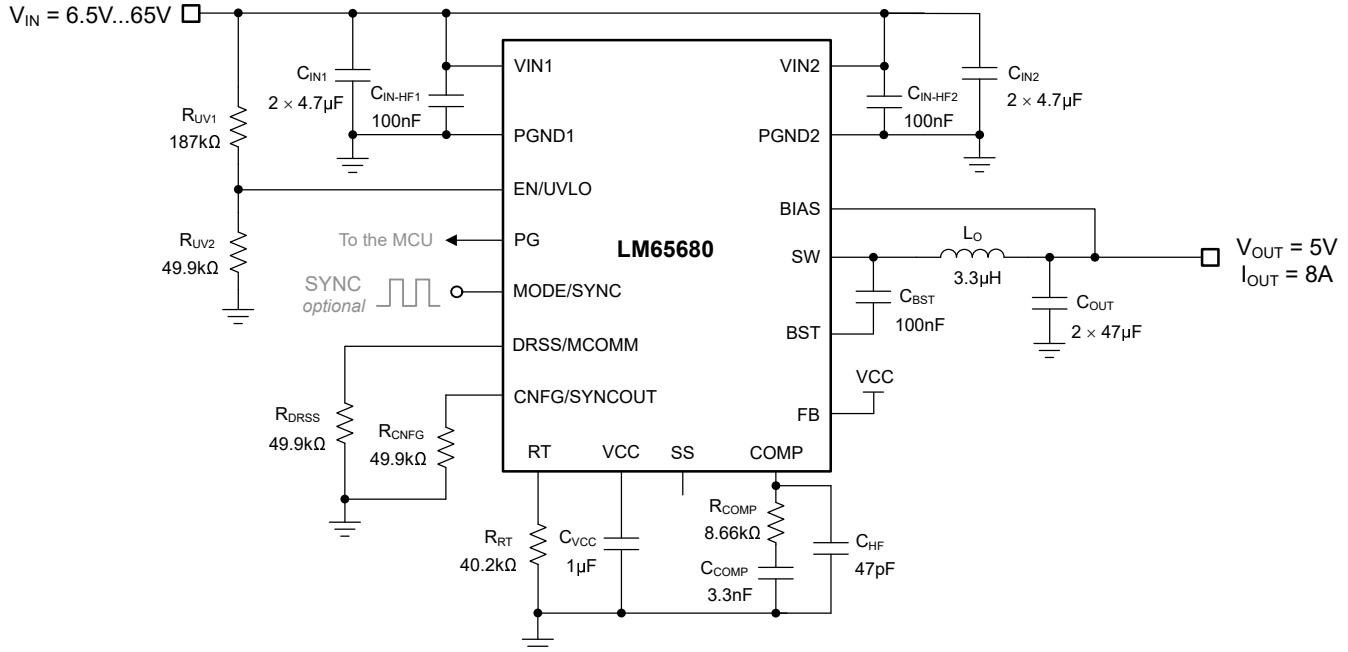 V_IN = 6.5V...65V
C_IN1
2 × 4.7µF
C_IN-HF1
100nF
R_UV1
187kΩ
R_UV2
49.9kΩ
To the MCU
SYNC
optional
R_DRSS
49.9kΩ
R_CNFG
49.9kΩ
VIN1
PGND1
EN/UVLO
PG
MODE/SYNC
DRSS/MCOMM
CNFG/SYNCOUT
LM65680
VIN2
PGND2
BIAS
SW
BST
FB
RT
VCC
SS
COMP
C_IN-HF2
100nF
C_IN2
2 × 4.7µF
L_O
3.3µH
C_BST
100nF
C_OUT
2 × 47µF
V_OUT = 5V
I_OUT = 8A
VCC
R_RT
40.2kΩ
C_VCC
1µF
R_COMP
8.66kΩ
C_COMP
3.3nF
C_HF
47pF